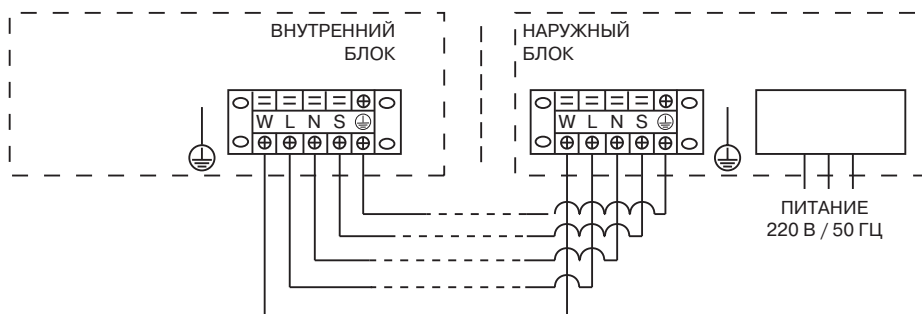 ВНУТРЕННИЙ
БЛОК
НАРУЖНЫЙ
БЛОК
W L N S
W L N S
ПИТАНИЕ
220 В / 50 ГЦ